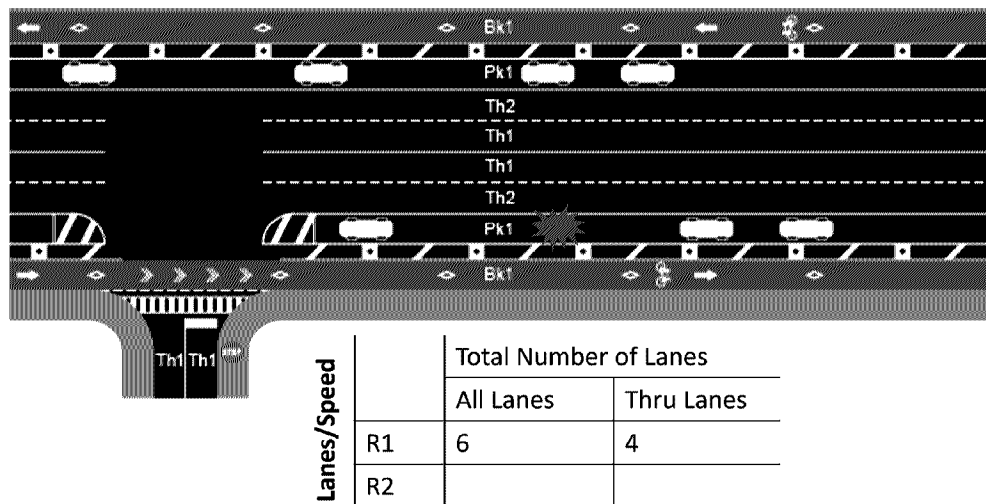 Bk1
Pk1
Th2
Th1
Th1
Th2
Pk1
Bk1
Th1 Th1 STOP
Lanes/Speed
Total Number of Lanes
All Lanes Thru Lanes
R1 6 4
R2